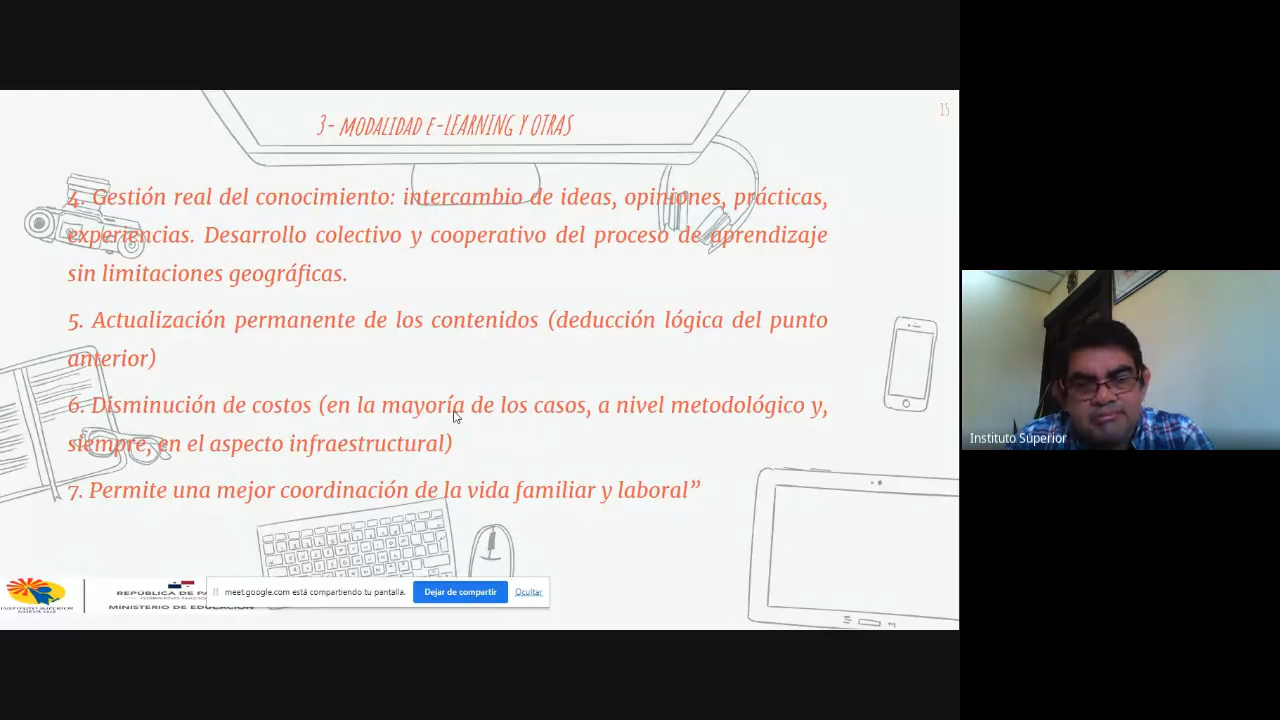 15
3- MODALIDAD E-LEARNING Y OTRAS
4. Gestión real del conocimiento: intercambio de ideas, opiniones, prácticas,
experiencias. Desarrollo colectivo y cooperativo del proceso de aprendizaje
sin limitaciones geográficas.
5. Actualización permanente de los contenidos (deducción lógica del punto
anterior)
6. Disminución de costos (en la mayoría de los casos, a nivel metodológico y,
siempre, en el aspecto infraestructural)
7. Permite una mejor coordinación de la vida familiar y laboral”
Instituto Superior
INSTITUTO SUPERIOR
REPÚBLICA DE
MINISTERIO DE EDUCACIÓN
meet.google.com está compartiendo tu pantalla.
Dejar de compartir
Ocultar